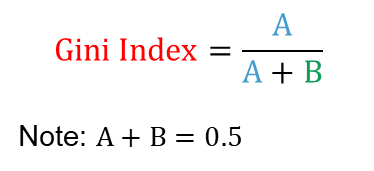 Gini Index = A / A + B
Note: A + B = 0.5